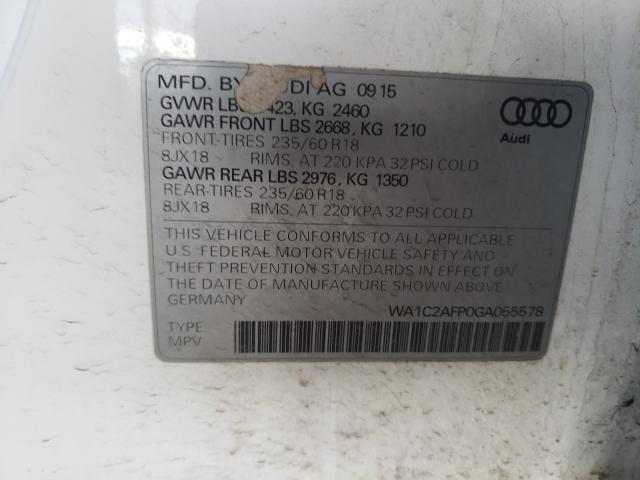 MFD. BY AUDI AG 09 15
GVWR LBS 5423, KG 2460
GAWR FRONT LBS 2668, KG 1210
FRONT-TIRES 235/60 R18
8JX18 RIMS, AT 220 KPA 32 PSI COLD
GAWR REAR LBS 2976, KG 1350
REAR-TIRES 235/60 R18
8JX18 RIMS, AT 220 KPA 32 PSI COLD
Audi
THIS VEHICLE CONFORMS TO ALL APPLICABLE
U.S. FEDERAL MOTOR VEHICLE SAFETY AND
THEFT PREVENTION STANDARDS IN EFFECT ON
THE DATE OF MANUFACTURE SHOWN ABOVE
GERMANY
WA1C2AFP0GA055578
TYPE
MPV